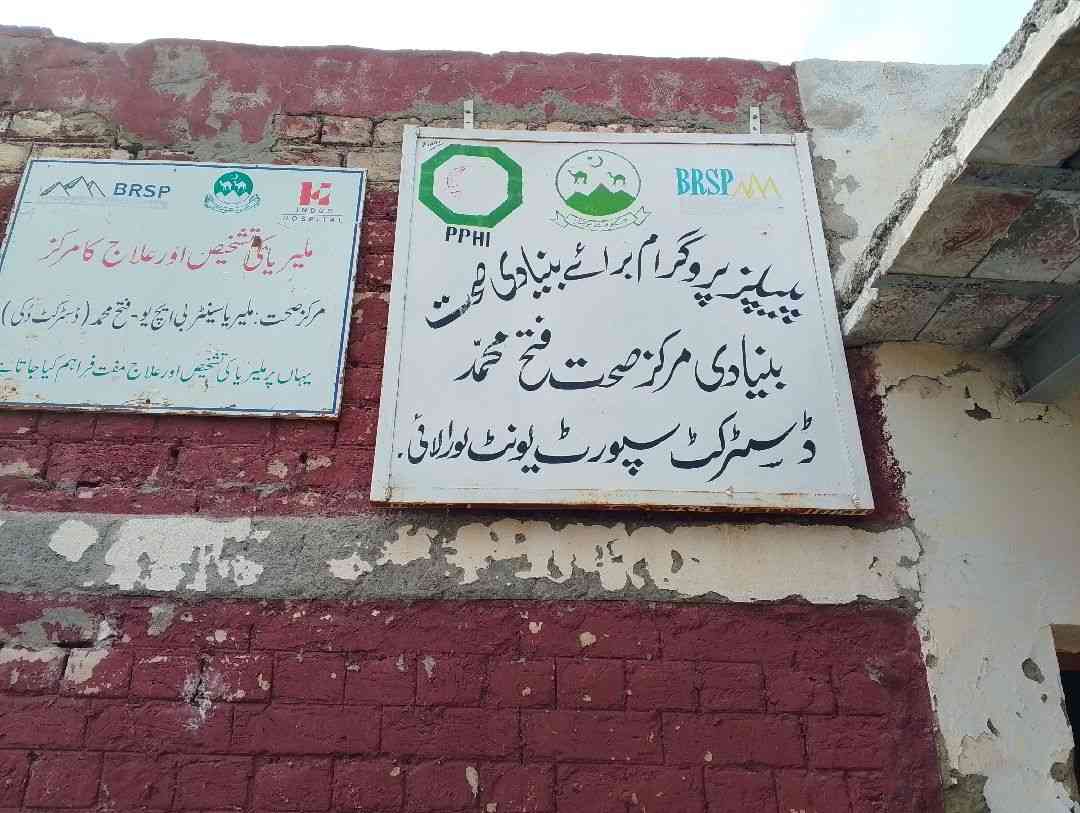 PPHI
BRSP
پیپلز پروگرام برائے بنیادی صحت
بنیادی مرکز صحت فتح محمد
ڈسٹرکٹ سپورٹ یونٹ لورالائی.
BRSP
INDUS
HOSPITAL
ملیریا کی تشخیص اور علاج کا مرکز
مرکز صحت: ملیریا سینٹر بی ایچ یو - فتح محمد (ڈسٹرکٹ دکی)
یہاں پر ملیریا کی تشخیص اور علاج مفت فراہم کیا جاتا ہے